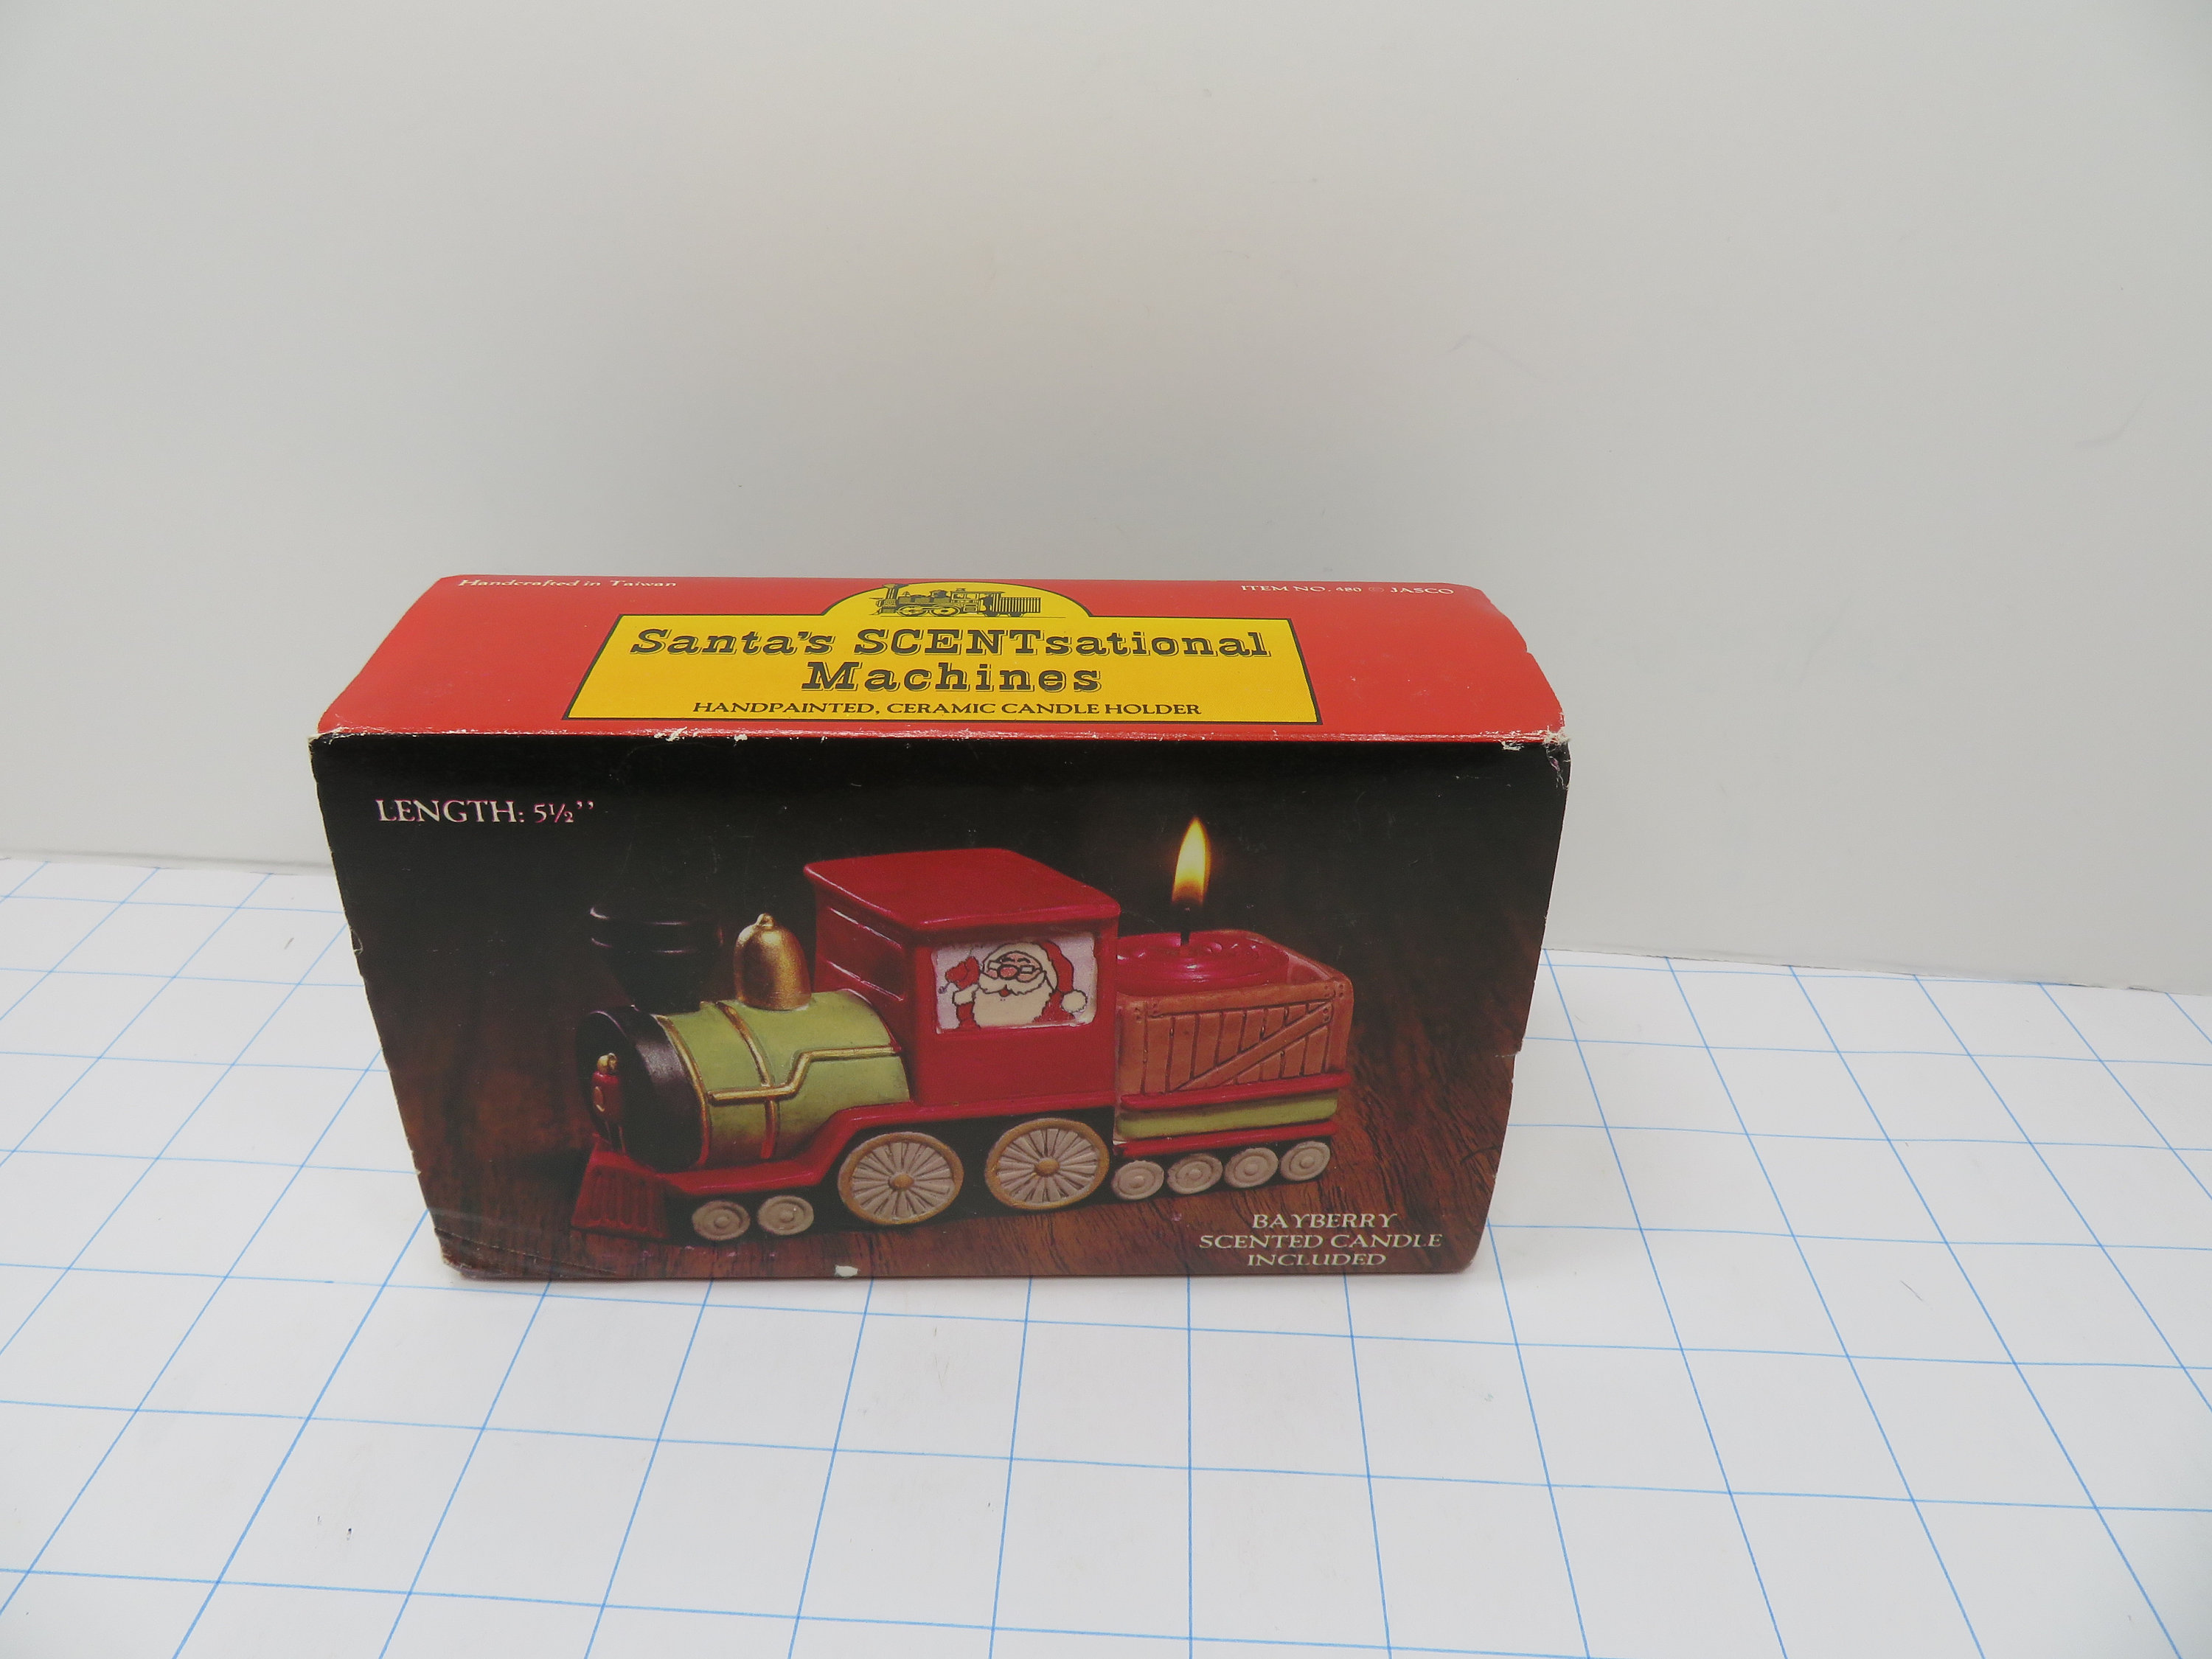 Handcrafted in Taiwan
ITEM NO. 480 © JASCO
Santa's SCENTsational
Machines
HANDPAINTED, CERAMIC CANDLE HOLDER
LENGTH: 5½’’
BAYBERRY
SCENTED CANDLE
INCLUDED